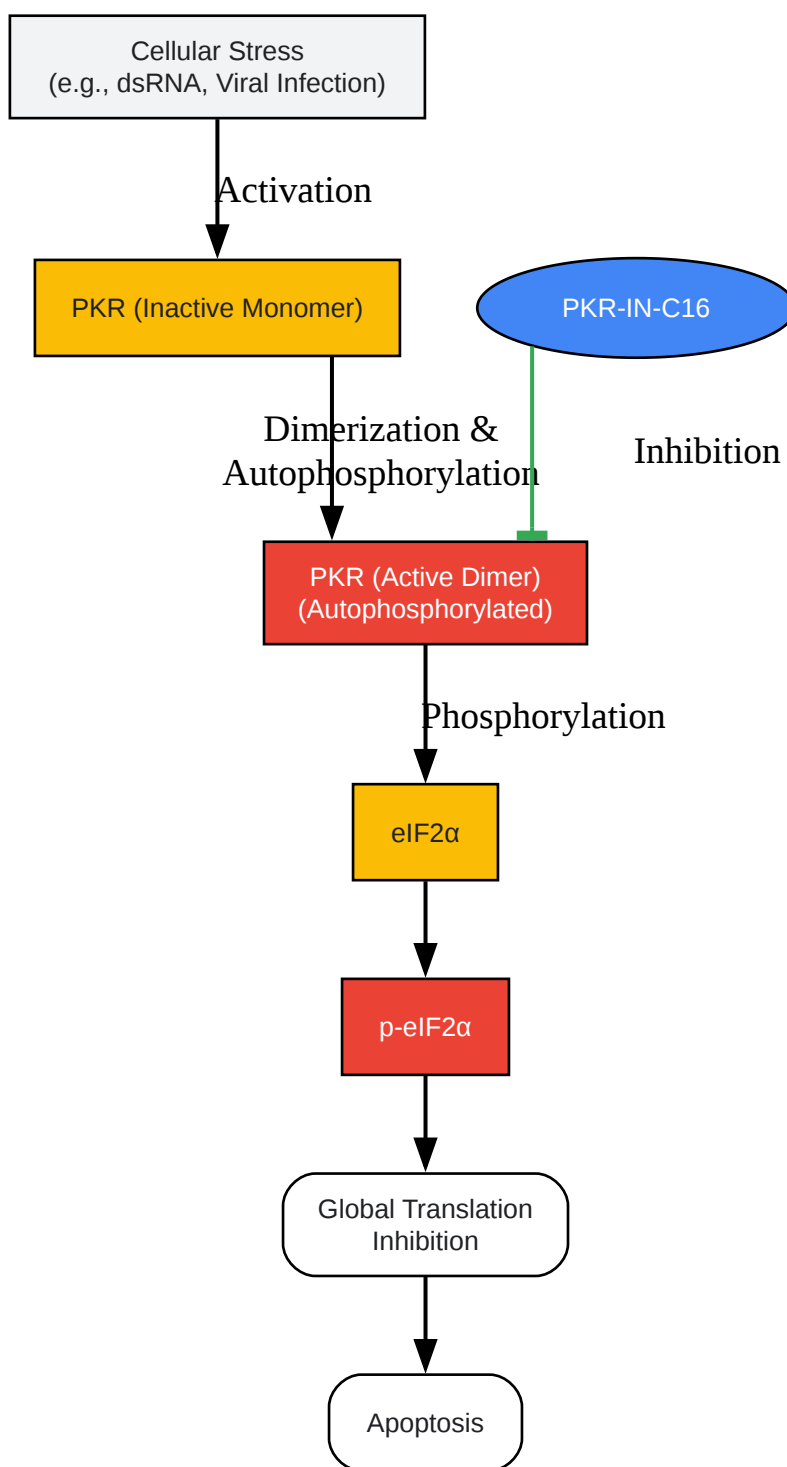 Cellular Stress
(e.g., dsRNA, Viral Infection)
Activation
PKR (Inactive Monomer)
PKR-IN-C16
Dimerization &
Autophosphorylation
Inhibition
PKR (Active Dimer)
(Autophosphorylated)
Phosphorylation
eIF2α
p-eIF2α
Global Translation
Inhibition
Apoptosis